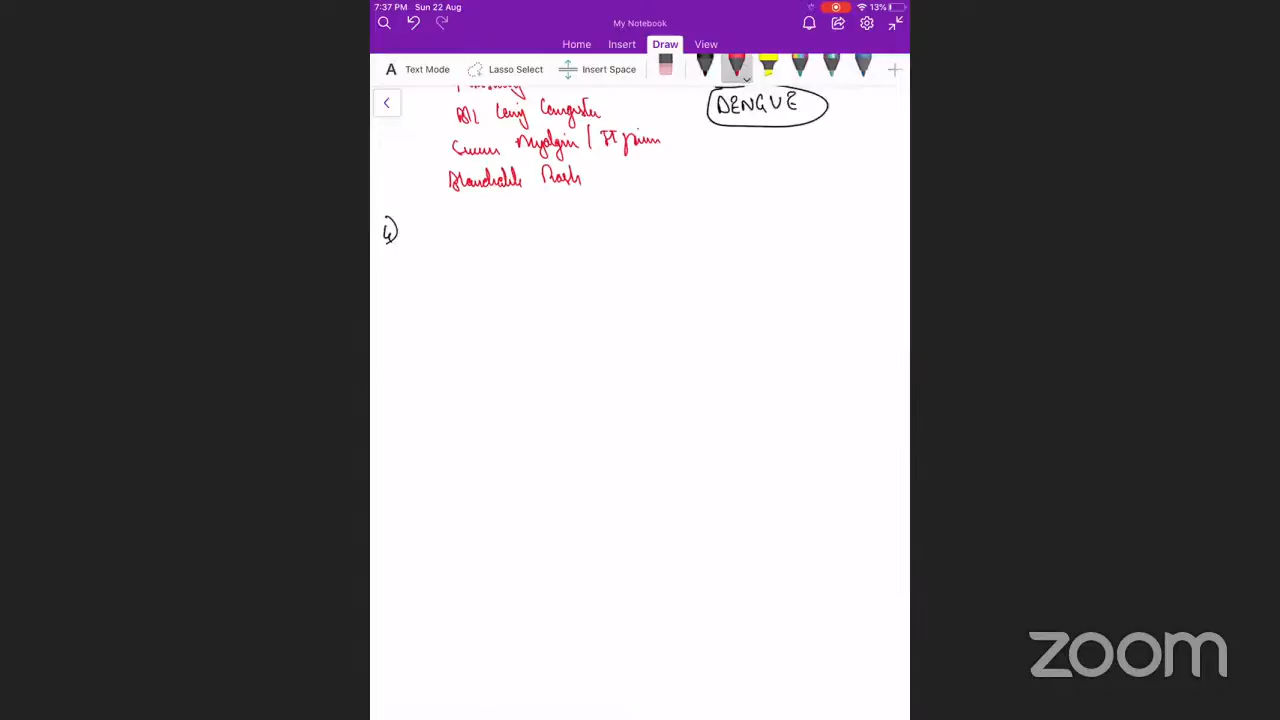 7:37 PM Sun 22 Aug 13%
My Notebook
Home Insert Draw View
A Text Mode Lasso Select Insert Space
DENGUE
B/L
Myalgia /
Blanchable Rash
4)
zoom